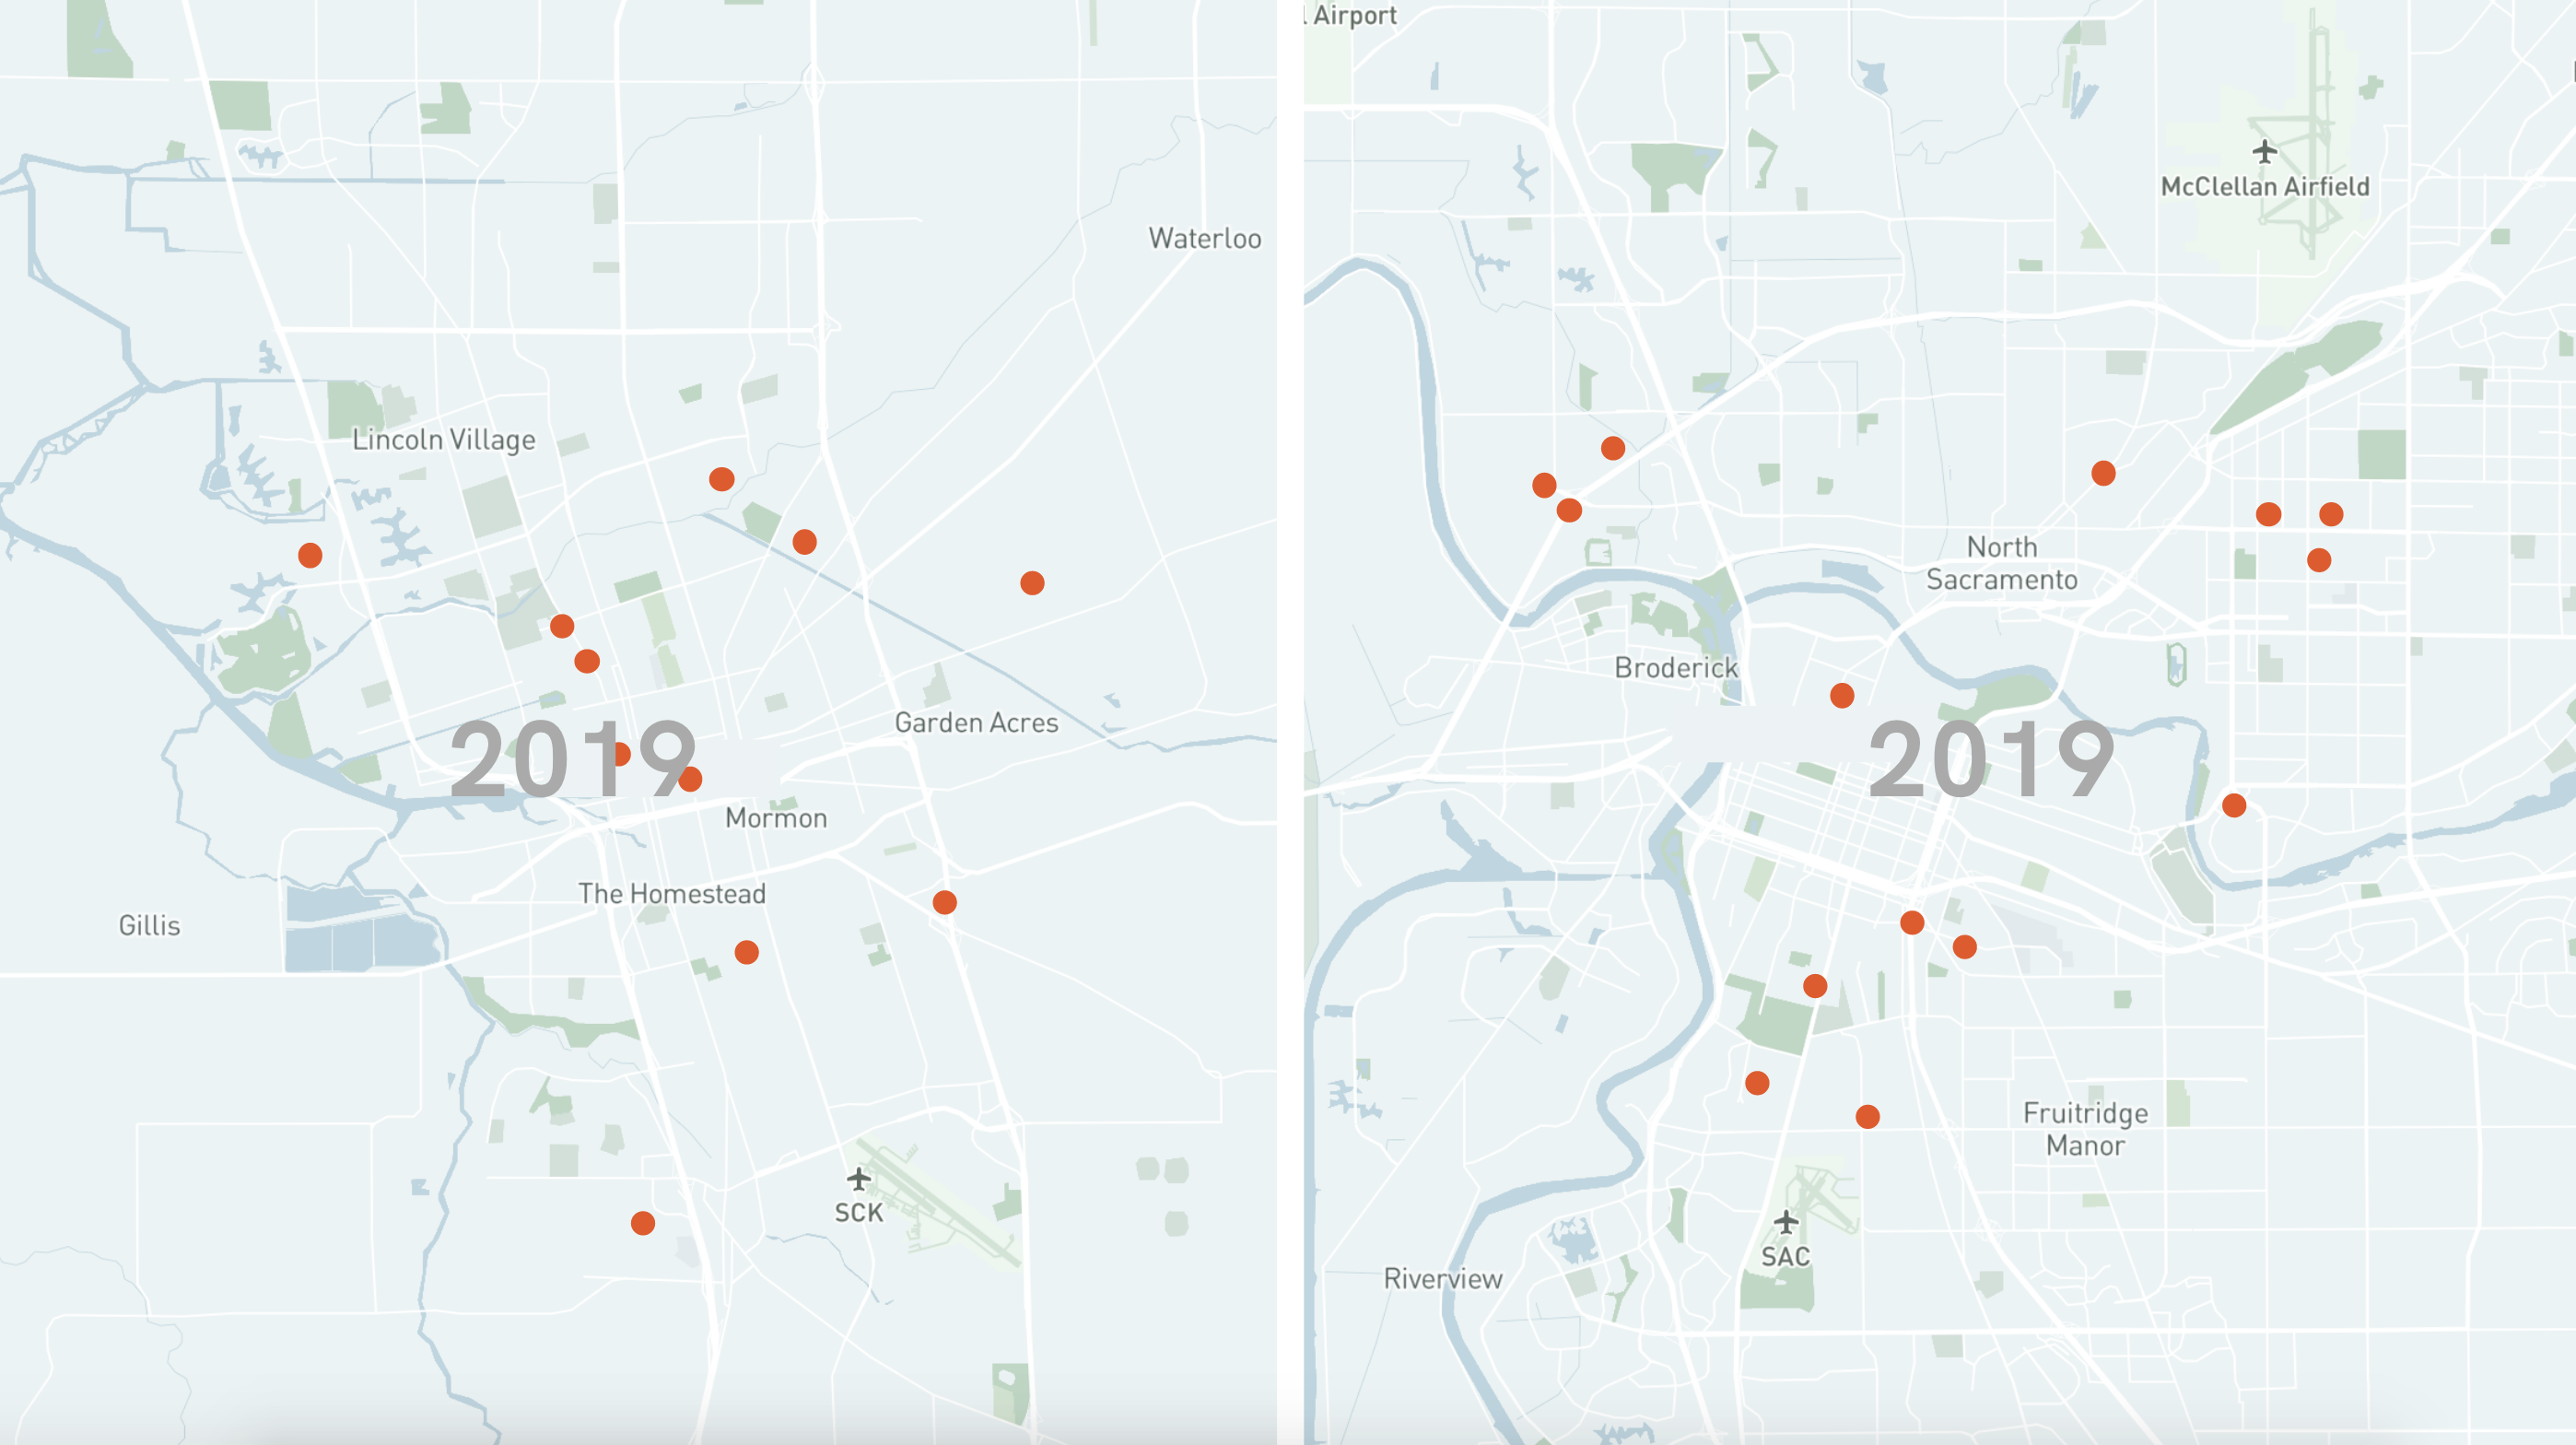 Waterloo
Lincoln Village
Garden Acres
2019
Mormon
The Homestead
Gillis
SCK
l Airport
McClellan Airfield
North
Sacramento
Broderick
2019
Fruitridge
Manor
SAC
Riverview